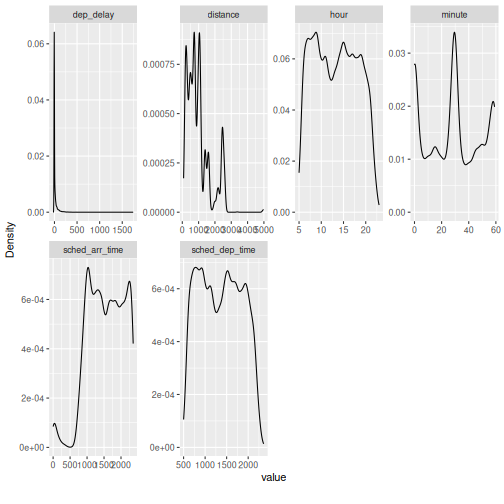 dep_delay distance hour minute
0.06 0.04 0.02 0.00
0.00075 0.00050 0.00025 0.00000
0.06 0.04 0.02 0.00
0.03 0.02 0.01 0.00
0 500 1000 1500
0 1000 2000 3000 4000 5000
5 10 15 20
0 20 40 60
Density
sched_arr_time sched_dep_time
6e-04 4e-04 2e-04 0e+00
6e-04 4e-04 2e-04 0e+00
0 500 1000 1500 2000
500 1000 1500 2000
value